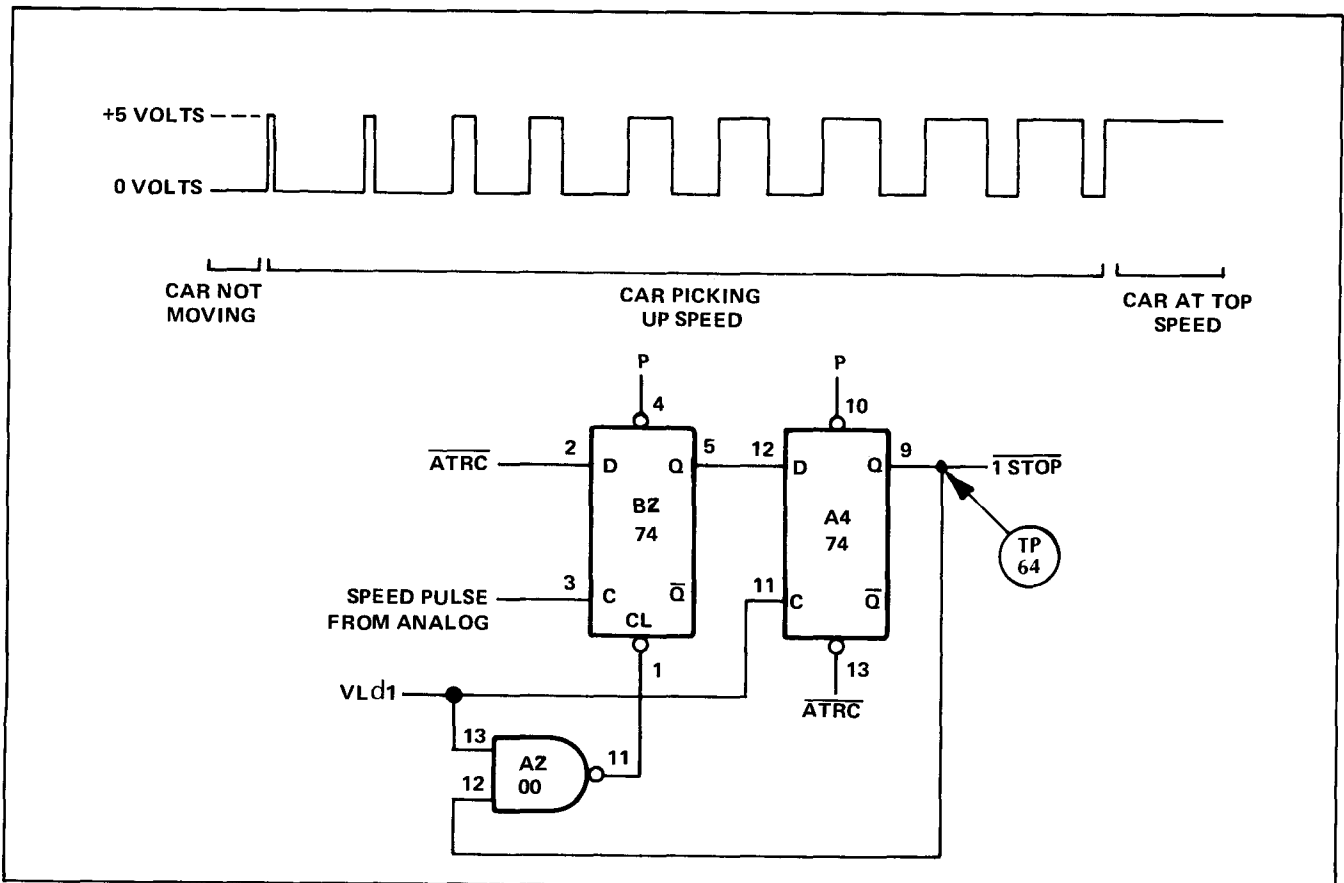 +5 VOLTS
0 VOLTS
CAR NOT
MOVING
CAR PICKING
UP SPEED
CAR AT TOP
SPEED
P
P
4
10
ATRC
2
D
Q
5
12
D
Q
9
1 STOP
B2
74
A4
74
TP
64
SPEED PULSE
FROM ANALOG
3
C
Q
11
C
Q
CL
1
13
VLd1
ATRC
13
A2
00
11
12